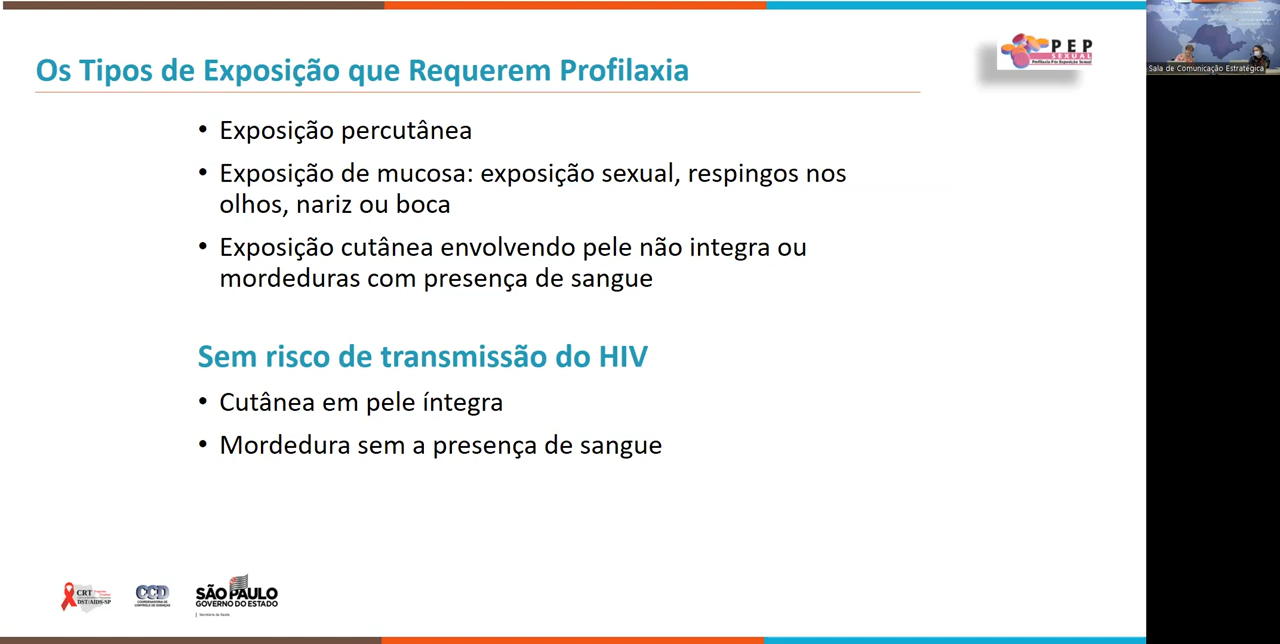 Os Tipos de Exposição que Requerem Profilaxia
PEP
SEXUAL
Profilaxia Pós Exposição Sexual
Sala de Comunicação Estratégica
• Exposição percutânea
• Exposição de mucosa: exposição sexual, respingos nos
olhos, nariz ou boca
• Exposição cutânea envolvendo pele não integra ou
mordeduras com presença de sangue
Sem risco de transmissão do HIV
• Cutânea em pele íntegra
• Mordedura sem a presença de sangue
CRT
DST/AIDS-SP
CCD
COORDENADORIA DE
CONTROLE DE DOENÇAS
SÃO PAULO
GOVERNO DO ESTADO
Secretaria da Saúde